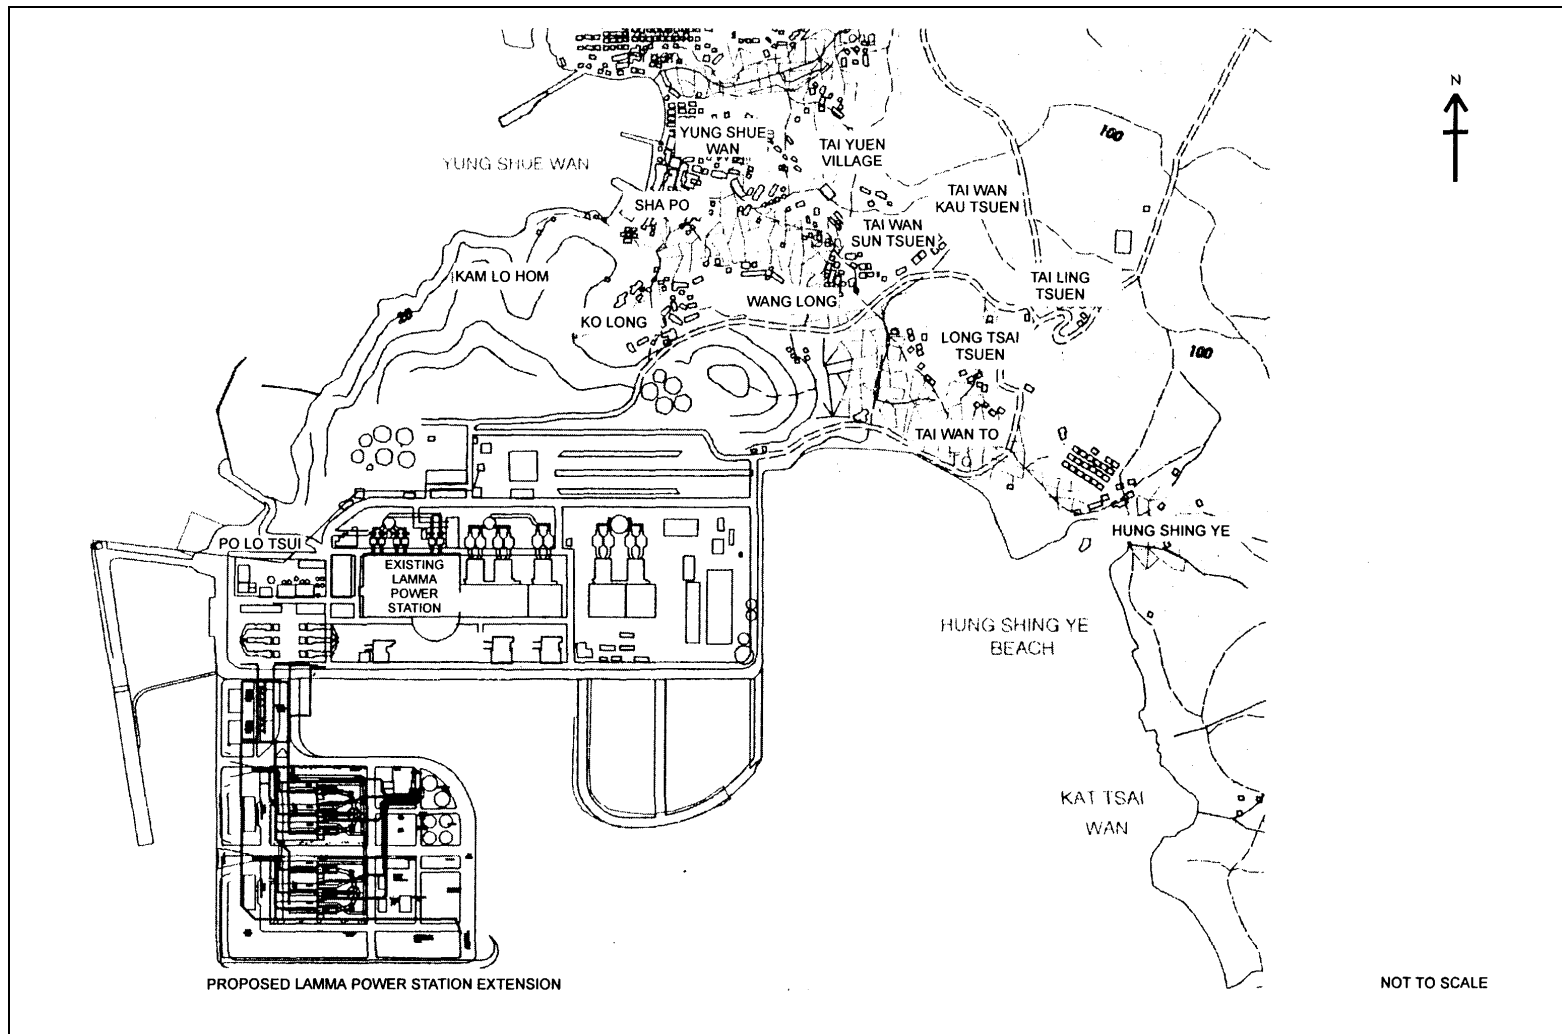 N
100
YUNG SHUE
WAN
TAI YUEN
VILLAGE
YUNG SHUE WAN
TAI WAN
KAU TSUEN
SHA PO
TAI WAN
SUN TSUEN
KAM LO HOM
TAI LING
TSUEN
WANG LONG
KO LONG
LONG TSAI
TSUEN
100
TAI WAN TO
HUNG SHING YE
PO LO TSUI
EXISTING
LAMMA
POWER
STATION
HUNG SHING YE
BEACH
KAT TSAI
WAN
PROPOSED LAMMA POWER STATION EXTENSION
NOT TO SCALE